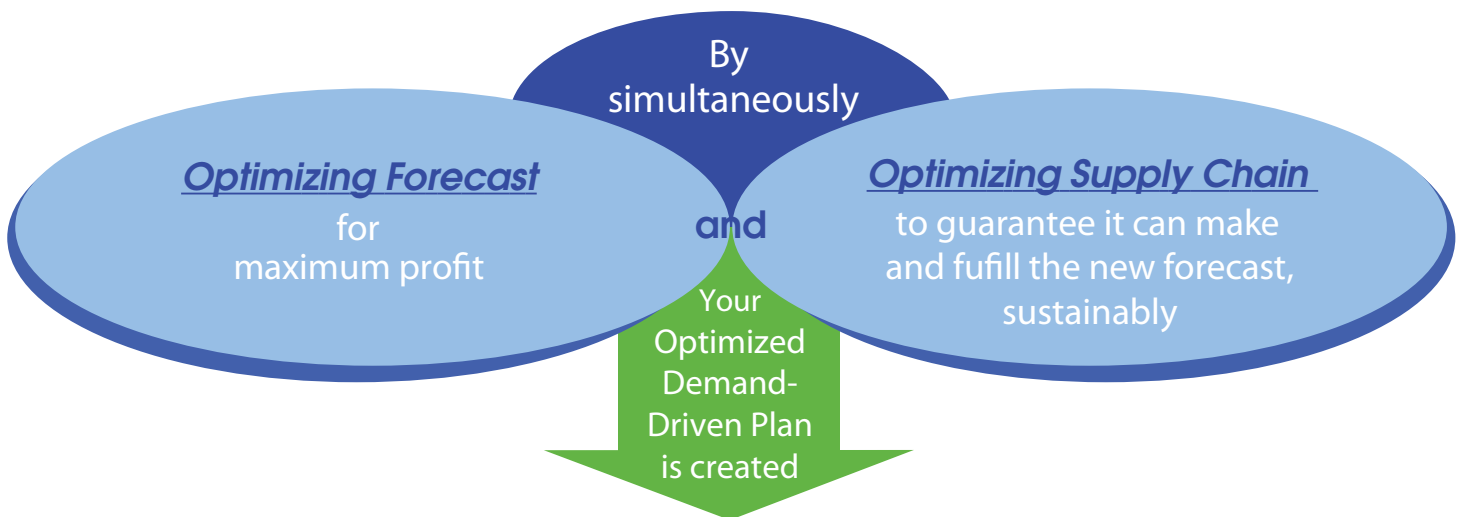 By
simultaneously
Optimizing Forecast
for
maximum profit
and
Optimizing Supply Chain
to guarantee it can make
and fufill the new forecast,
sustainably
Your
Optimized
Demand-
Driven Plan
is created